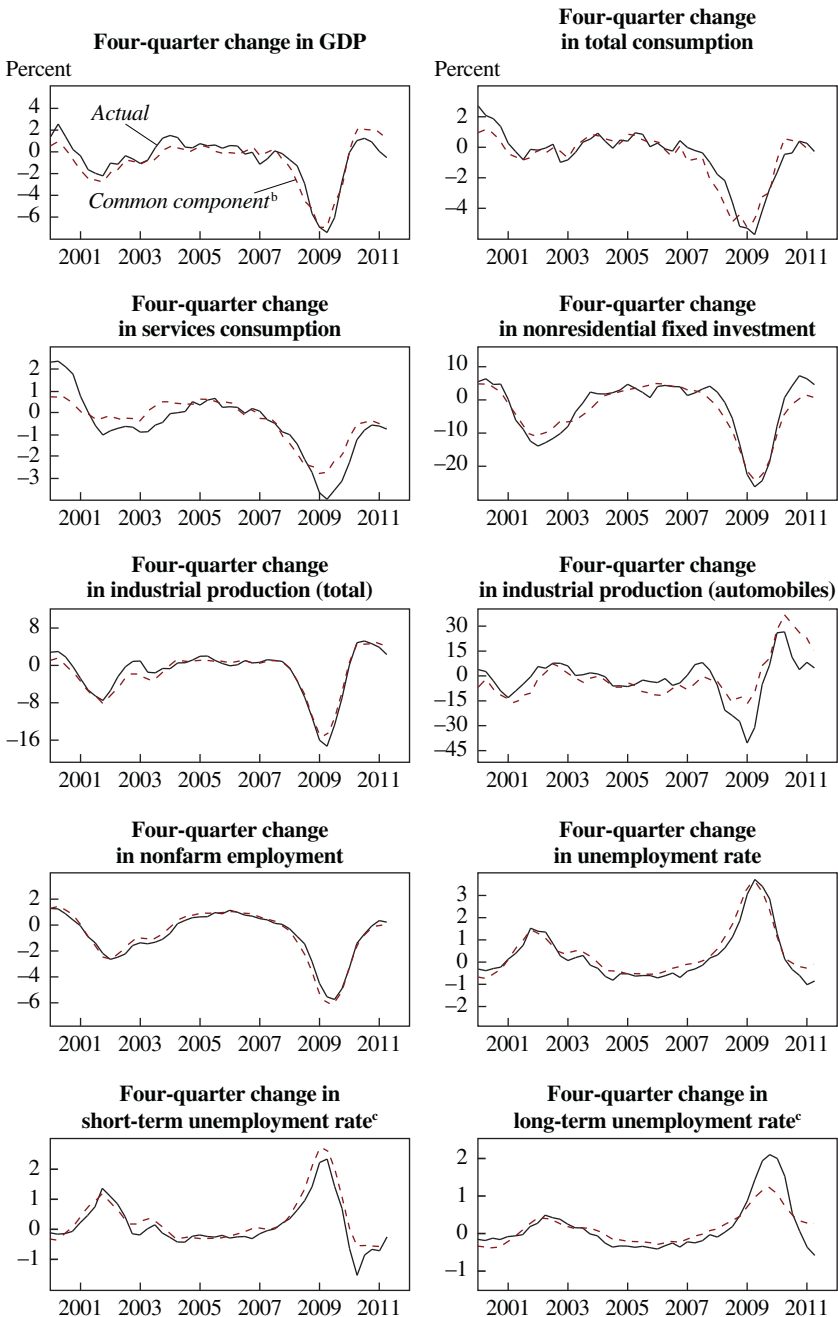 Four-quarter change in GDP
Percent
4
2
0
–2
–4
–6
Actual
Common componentᵇ
2001 2003 2005 2007 2009 2011
Four-quarter change
in total consumption
Percent
2
0
–2
–4
2001 2003 2005 2007 2009 2011
Four-quarter change
in services consumption
2
1
0
–1
–2
–3
2001 2003 2005 2007 2009 2011
Four-quarter change
in nonresidential fixed investment
10
0
–10
–20
2001 2003 2005 2007 2009 2011
Four-quarter change
in industrial production (total)
8
0
–8
–16
2001 2003 2005 2007 2009 2011
Four-quarter change
in industrial production (automobiles)
30
15
0
–15
–30
–45
2001 2003 2005 2007 2009 2011
Four-quarter change
in nonfarm employment
2
0
–2
–4
–6
2001 2003 2005 2007 2009 2011
Four-quarter change
in unemployment rate
3
2
1
0
–1
–2
2001 2003 2005 2007 2009 2011
Four-quarter change in
short-term unemployment rateᶜ
2
1
0
–1
2001 2003 2005 2007 2009 2011
Four-quarter change in
long-term unemployment rateᶜ
2
1
0
–1
2001 2003 2005 2007 2009 2011